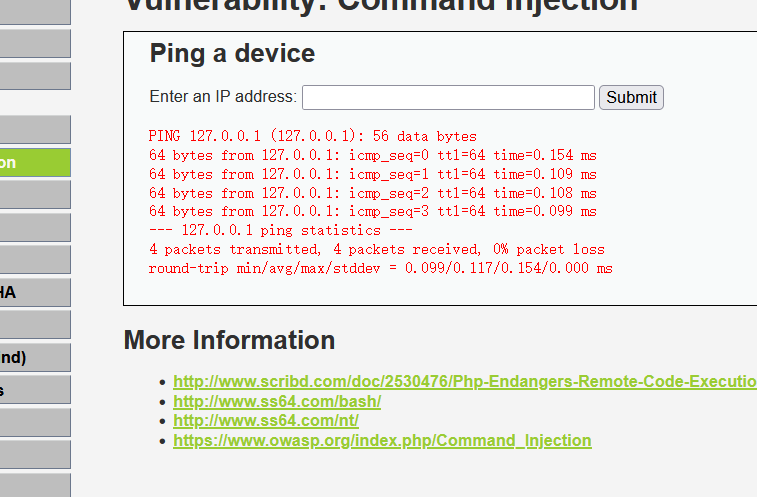 Vulnerability: Command Injection
Ping a device
Enter an IP address:
Submit
PING 127.0.0.1 (127.0.0.1): 56 data bytes
64 bytes from 127.0.0.1: icmp_seq=0 ttl=64 time=0.154 ms
64 bytes from 127.0.0.1: icmp_seq=1 ttl=64 time=0.109 ms
64 bytes from 127.0.0.1: icmp_seq=2 ttl=64 time=0.108 ms
64 bytes from 127.0.0.1: icmp_seq=3 ttl=64 time=0.099 ms
--- 127.0.0.1 ping statistics ---
4 packets transmitted, 4 packets received, 0% packet loss
round-trip min/avg/max/stddev = 0.099/0.117/0.154/0.000 ms
on
HA
nd)
s
More Information
http://www.scribd.com/doc/2530476/Php-Endangers-Remote-Code-Executio
http://www.ss64.com/bash/
http://www.ss64.com/nt/
https://www.owasp.org/index.php/Command_Injection